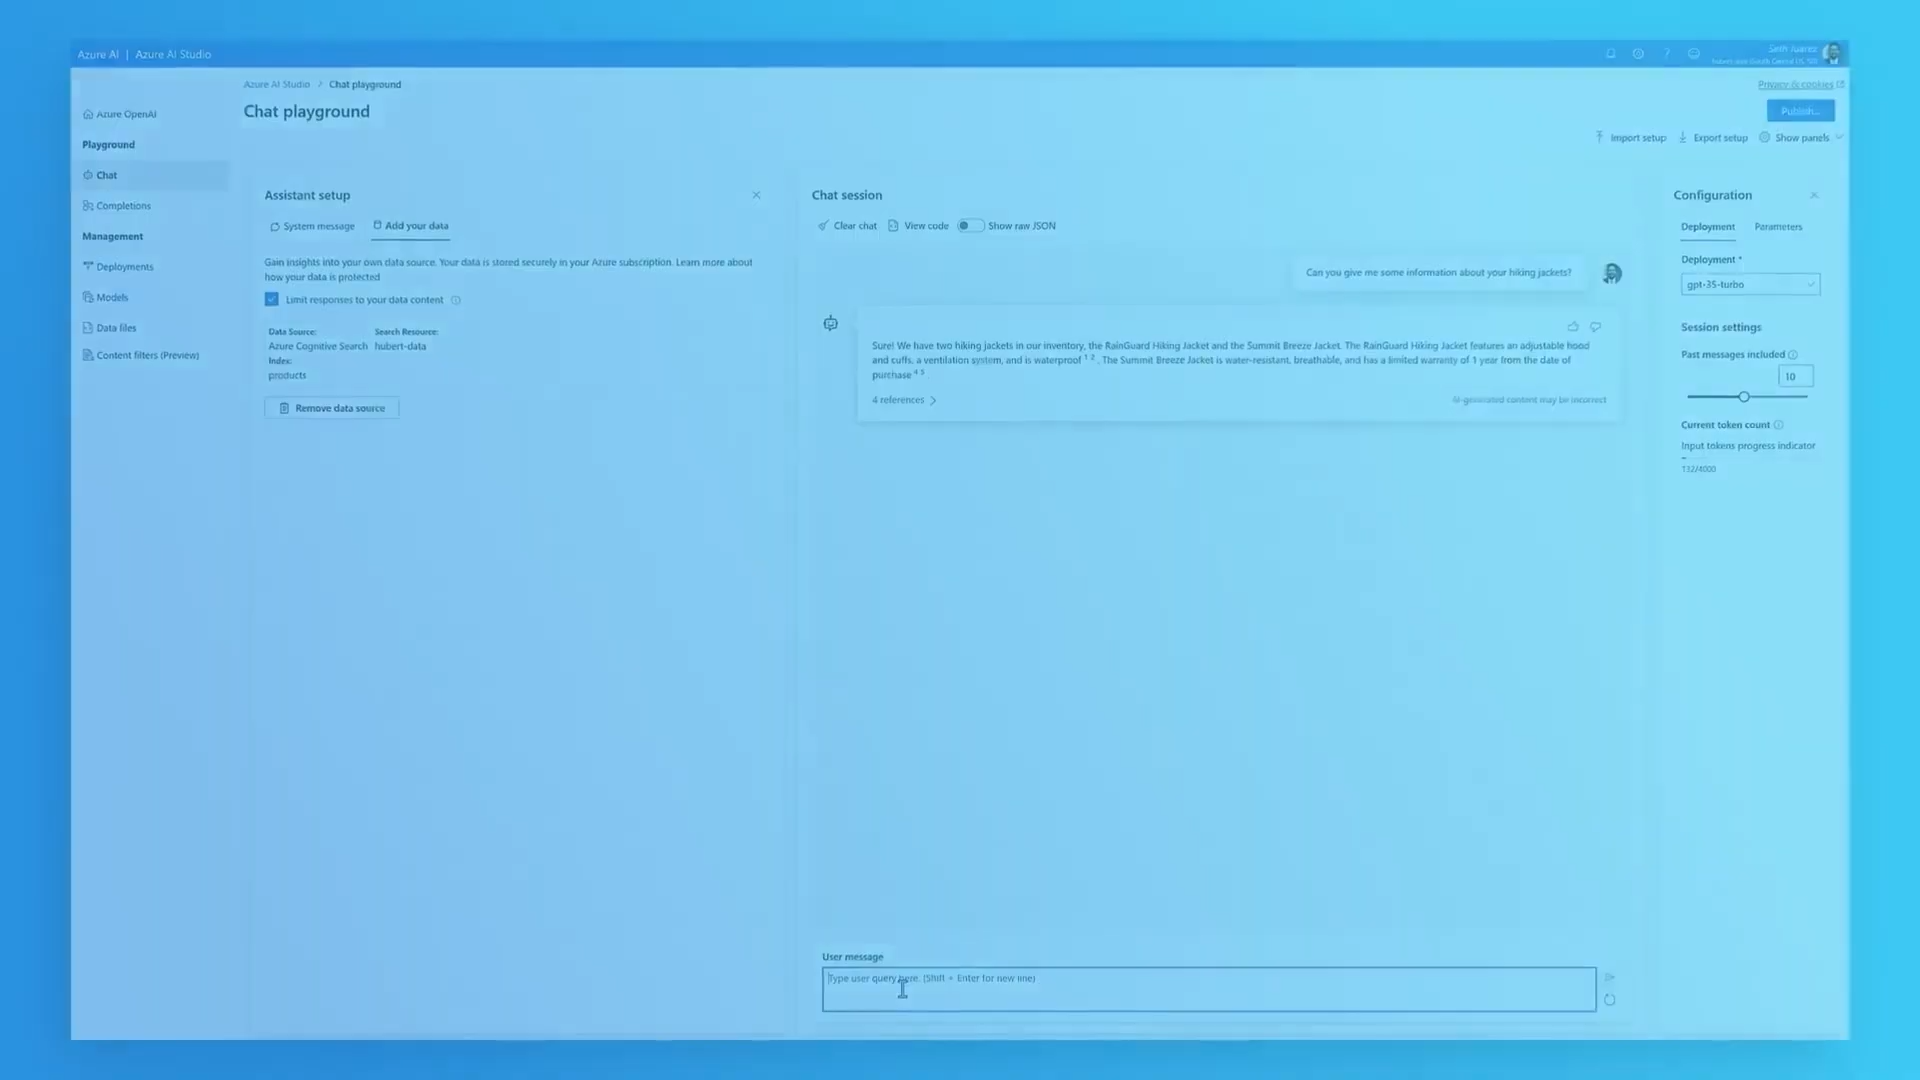 Azure AI | Azure AI Studio
Seth Juarez
Azure AI Studio > Chat playground
Privacy & cookies
Chat playground
Publish...
Import setup
Export setup
Show panels
Azure OpenAI
Playground
Chat
Completions
Management
Deployments
Models
Data files
Content filters (Preview)
Assistant setup
System message
Add your data
Gain insights into your own data source. Your data is stored securely in your Azure subscription. Learn more about
how your data is protected
Limit responses to your data content
Data Source:
Azure Cognitive Search
Search Resource:
hubert-data
Index:
products
Remove data source
Chat session
Clear chat
View code
Show raw JSON
Can you give me some information about your hiking jackets?
Sure! We have two hiking jackets in our inventory, the RainGuard Hiking Jacket and the Summit Breeze Jacket. The RainGuard Hiking Jacket features an adjustable hood
and cuffs, a ventilation system, and is waterproof 1 2 . The Summit Breeze Jacket is water-resistant, breathable, and has a limited warranty of 1 year from the date of
purchase 4 3 .
4 references
AI-generated content may be incorrect
User message
Type user query here. (Shift + Enter for new line)
Configuration
Deployment
Parameters
Deployment *
gpt-35-turbo
Session settings
Past messages included
10
Current token count
Input tokens progress indicator
132/4000